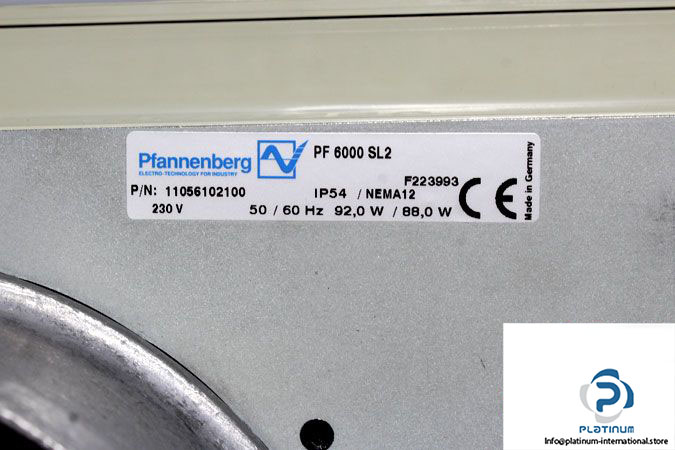 Pfannenberg
ELECTRO-TECHNOLOGY FOR INDUSTRY
PF 6000 SL2
F223993
P/N: 11056102100 IP54 / NEMA12
230 V 50 / 60 Hz 92,0 W / 88,0 W
CE
Made in Germany
PLATINUM
info@platinum-international.store